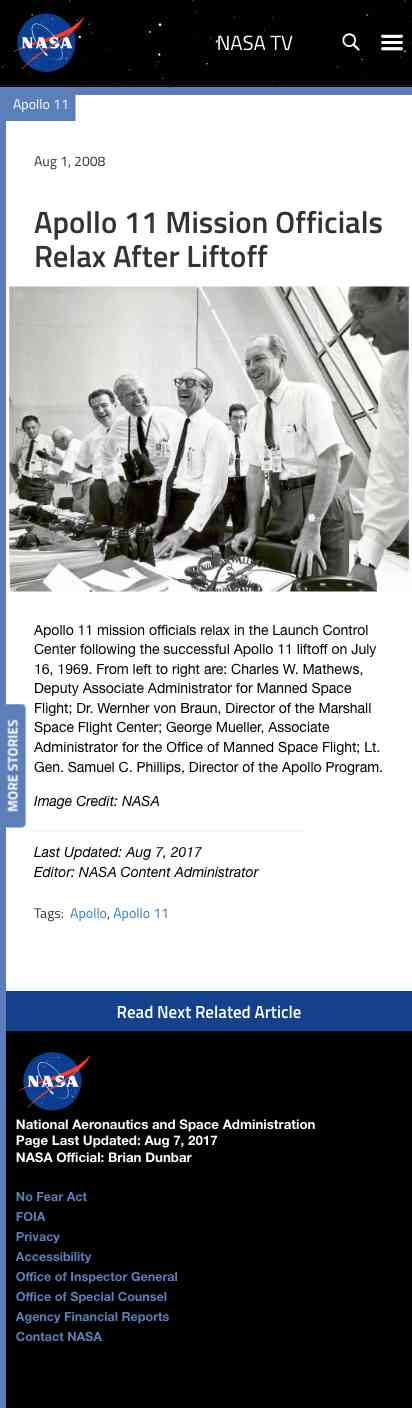 NASA
NASA TV
Apollo 11
Aug 1, 2008
Apollo 11 Mission Officials
Relax After Liftoff
Apollo 11 mission officials relax in the Launch Control
Center following the successful Apollo 11 liftoff on July
16, 1969. From left to right are: Charles W. Mathews,
Deputy Associate Administrator for Manned Space
Flight; Dr. Wernher von Braun, Director of the Marshall
Space Flight Center; George Mueller, Associate
Administrator for the Office of Manned Space Flight; Lt.
Gen. Samuel C. Phillips, Director of the Apollo Program.
MORE STORIES
Image Credit: NASA
Last Updated: Aug 7, 2017
Editor: NASA Content Administrator
Tags: Apollo, Apollo 11
Read Next Related Article
NASA
National Aeronautics and Space Administration
Page Last Updated: Aug 7, 2017
NASA Official: Brian Dunbar
No Fear Act
FOIA
Privacy
Accessibility
Office of Inspector General
Office of Special Counsel
Agency Financial Reports
Contact NASA